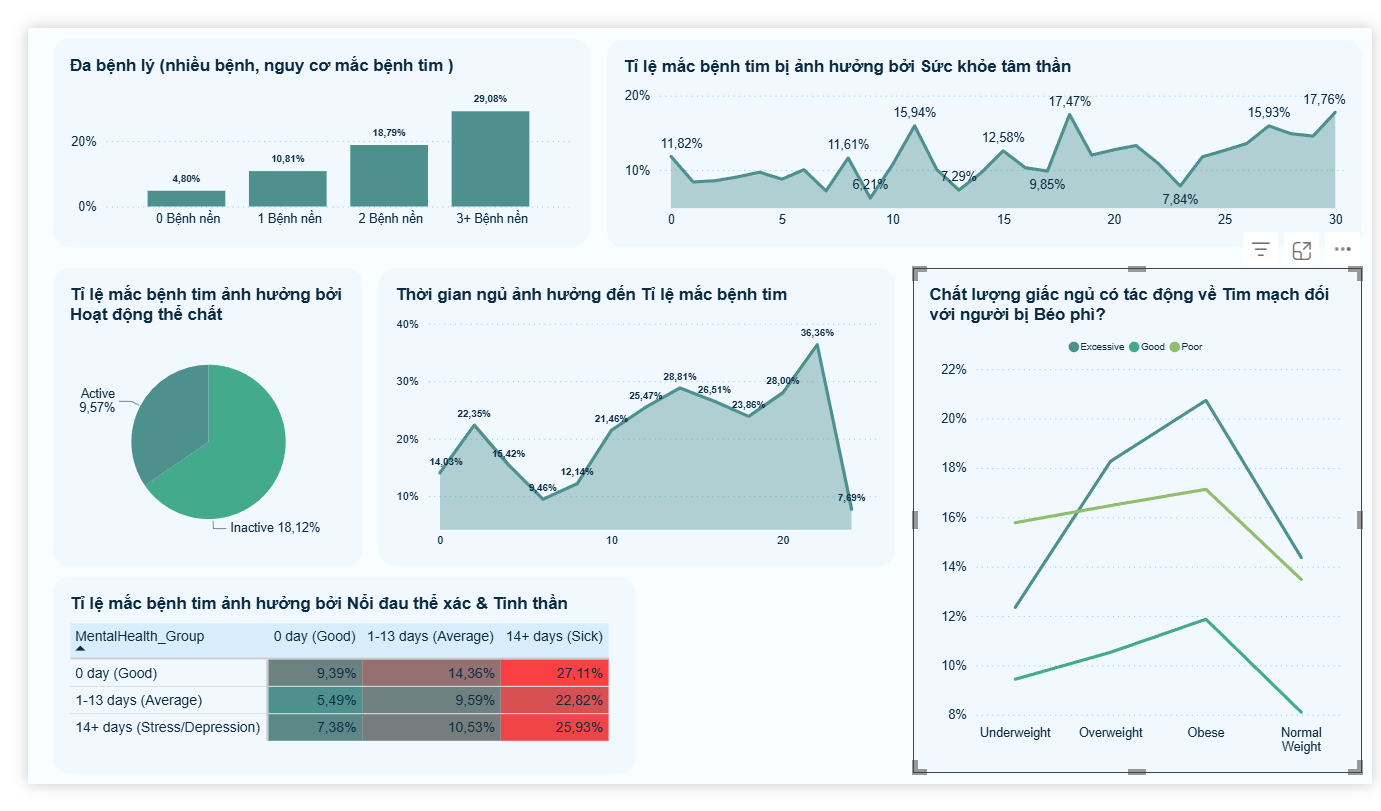 Đa bệnh lý (nhiều bệnh, nguy cơ mắc bệnh tim )
20%
0%
4,80%
10,81%
18,79%
29,08%
0 Bệnh nền
1 Bệnh nền
2 Bệnh nền
3+ Bệnh nền
Tỉ lệ mắc bệnh tim bị ảnh hưởng bởi Sức khỏe tâm thần
20%
10%
11,82%
11,61%
6,21%
15,94%
7,29%
12,58%
9,85%
17,47%
7,84%
15,93%
17,76%
0
5
10
15
20
25
30
Tỉ lệ mắc bệnh tim ảnh hưởng bởi
Hoạt động thể chất
Active
9,57%
Inactive 18,12%
Thời gian ngủ ảnh hưởng đến Tỉ lệ mắc bệnh tim
40%
30%
20%
10%
14,03%
22,35%
15,42%
9,46%
12,14%
21,46%
25,47%
28,81%
26,51%
23,86%
28,00%
36,36%
7,69%
0
10
20
Chất lượng giấc ngủ có tác động về Tim mạch đối
với người bị Béo phì?
Excessive Good Poor
22%
20%
18%
16%
14%
12%
10%
8%
Underweight
Overweight
Obese
Normal
Weight
Tỉ lệ mắc bệnh tim ảnh hưởng bởi Nỗi đau thể xác & Tinh thần
MentalHealth_Group 0 day (Good) 1-13 days (Average) 14+ days (Sick)
0 day (Good) 9,39% 14,36% 27,11%
1-13 days (Average) 5,49% 9,59% 22,82%
14+ days (Stress/Depression) 7,38% 10,53% 25,93%